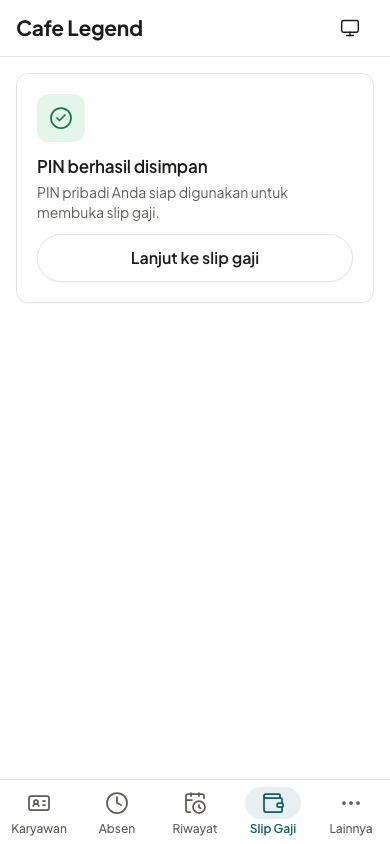 Cafe Legend
PIN berhasil disimpan
PIN pribadi Anda siap digunakan untuk
membuka slip gaji.
Lanjut ke slip gaji
Karyawan
Absen
Riwayat
Slip Gaji
Lainnya